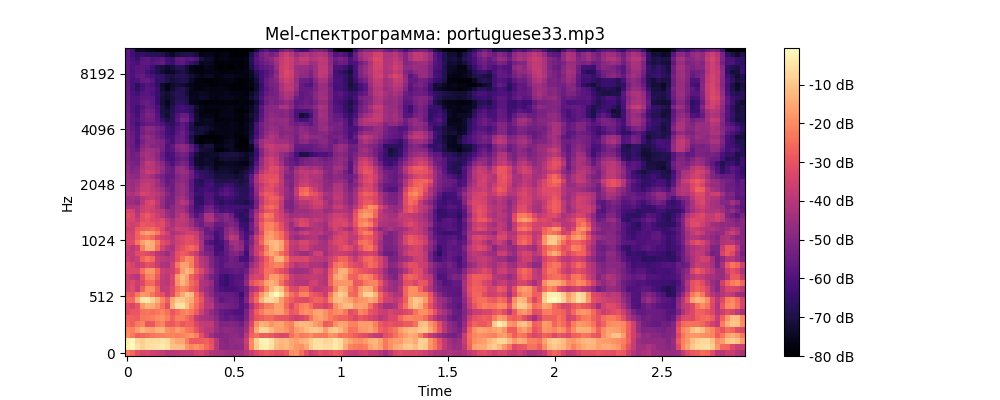 Mel-спектрограмма: portuguese33.mp3
8192
4096
2048
1024
512
0
Hz
0
0.5
1
1.5
2
2.5
Time
-10 dB
-20 dB
-30 dB
-40 dB
-50 dB
-60 dB
-70 dB
-80 dB